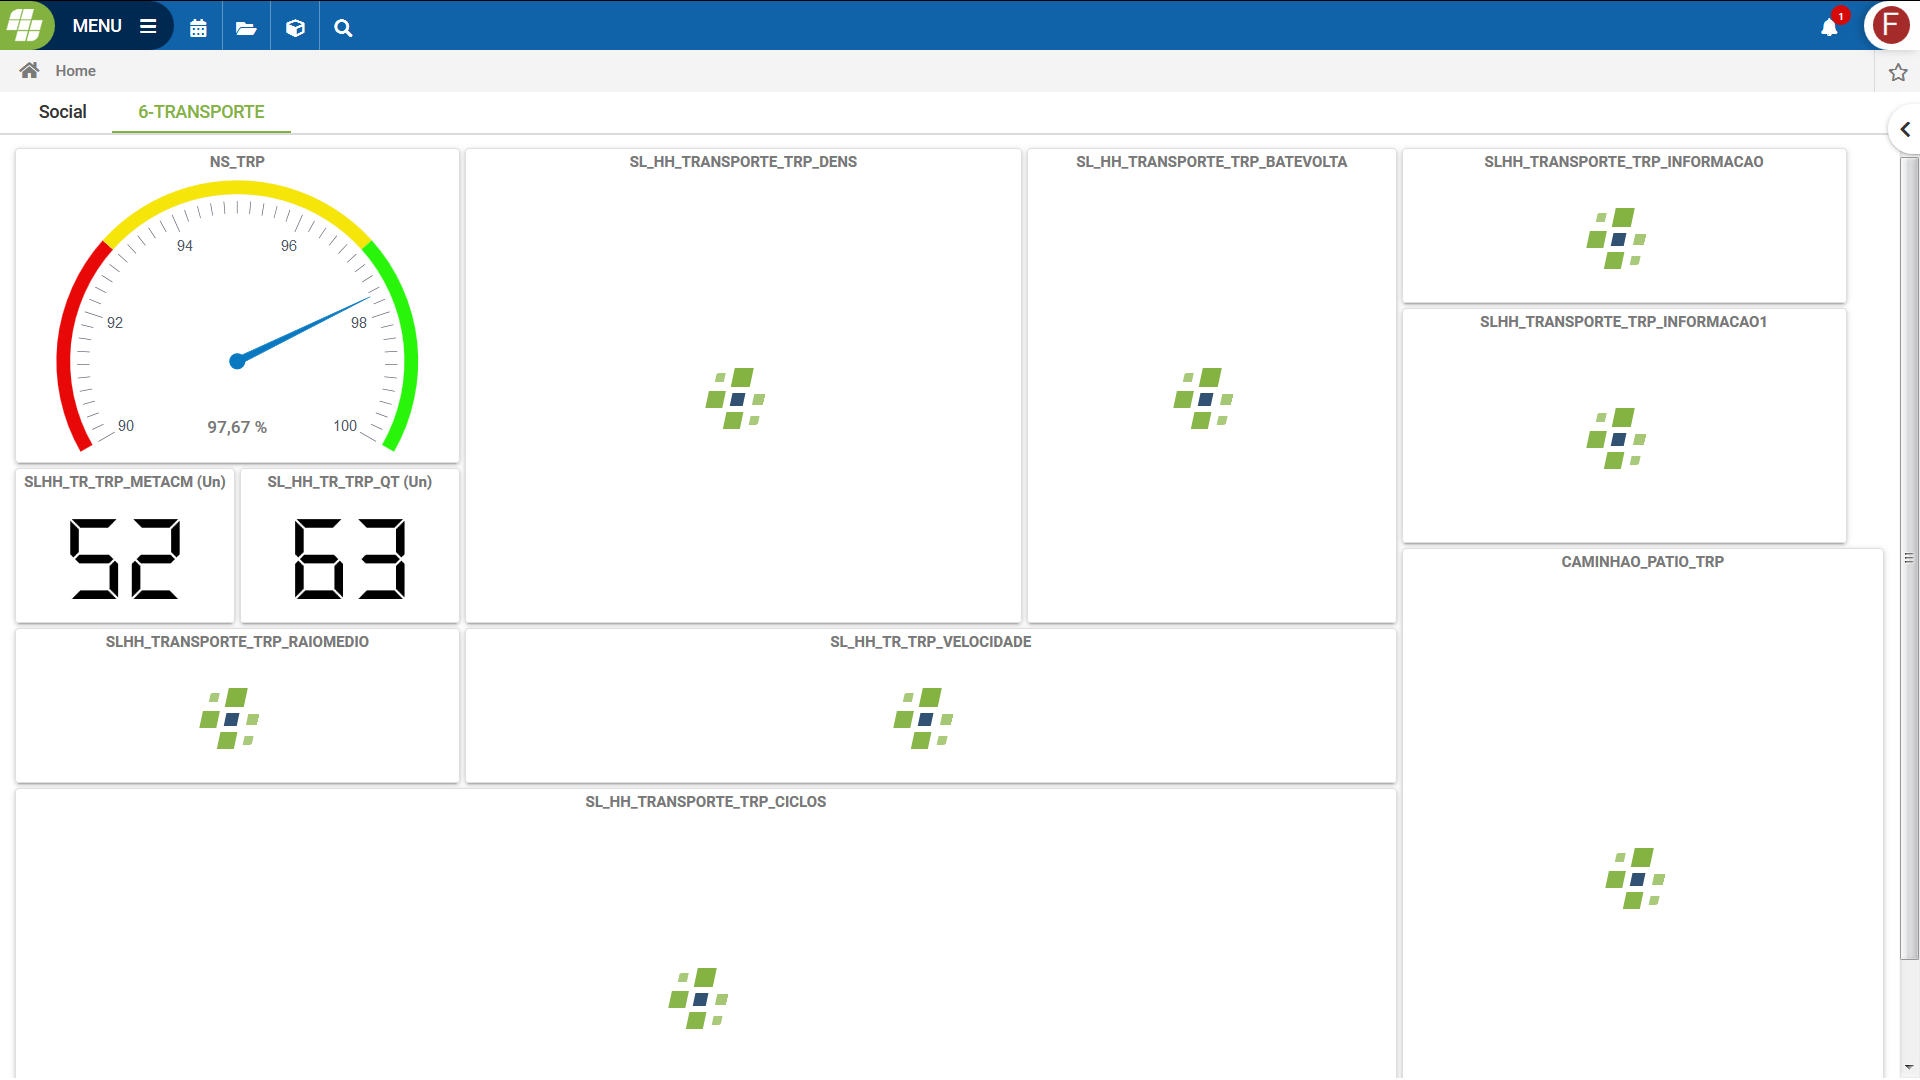 MENU
1
F
Home
Social
6-TRANSPORTE
NS_TRP
94
96
92
98
90
97,67 %
100
SL_HH_TRANSPORTE_TRP_DENS
SL_HH_TRANSPORTE_TRP_BATEVOLTA
SLHH_TRANSPORTE_TRP_INFORMACAO
SLHH_TRANSPORTE_TRP_INFORMACAO1
SLHH_TR_TRP_METACM (Un)
52
SL_HH_TR_TRP_QT (Un)
63
CAMINHAO_PATIO_TRP
SLHH_TRANSPORTE_TRP_RAIOMEDIO
SL_HH_TR_TRP_VELOCIDADE
SL_HH_TRANSPORTE_TRP_CICLOS